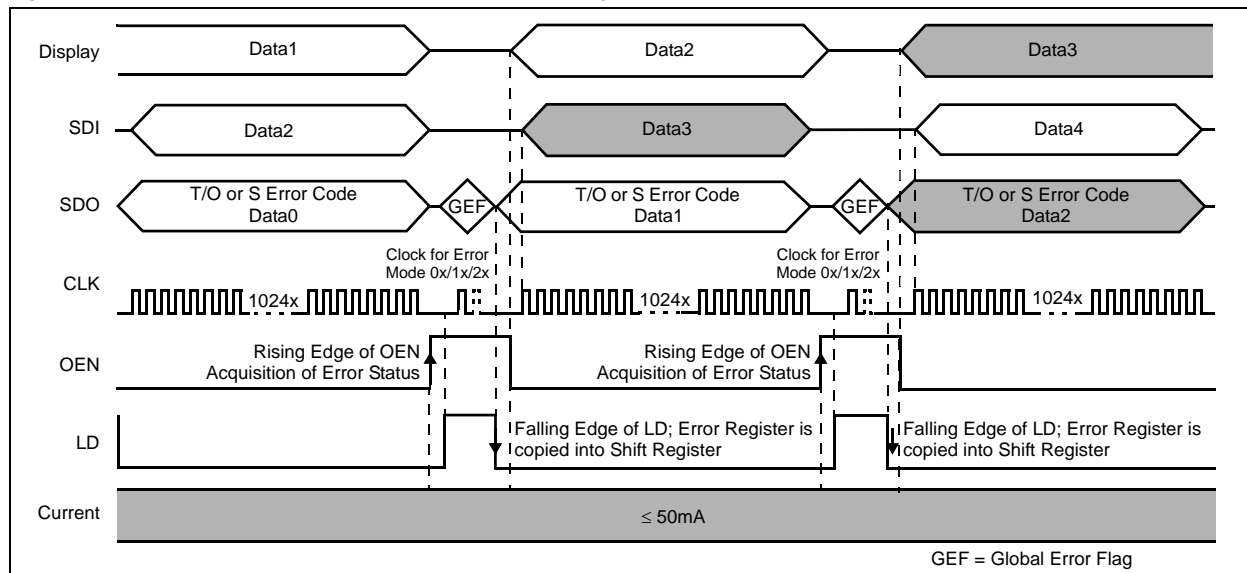 Display
Data1
Data2
Data3
SDI
Data2
Data3
Data4
SDO
T/O or S Error Code
Data0
GEF
T/O or S Error Code
Data1
GEF
T/O or S Error Code
Data2
Clock for Error
Mode 0x/1x/2x
Clock for Error
Mode 0x/1x/2x
CLK
1024x
1024x
1024x
OEN
Rising Edge of OEN
Acquisition of Error Status
Rising Edge of OEN
Acquisition of Error Status
LD
Falling Edge of LD; Error Register is
copied into Shift Register
Falling Edge of LD; Error Register is
copied into Shift Register
Current
≤ 50mA
GEF = Global Error Flag